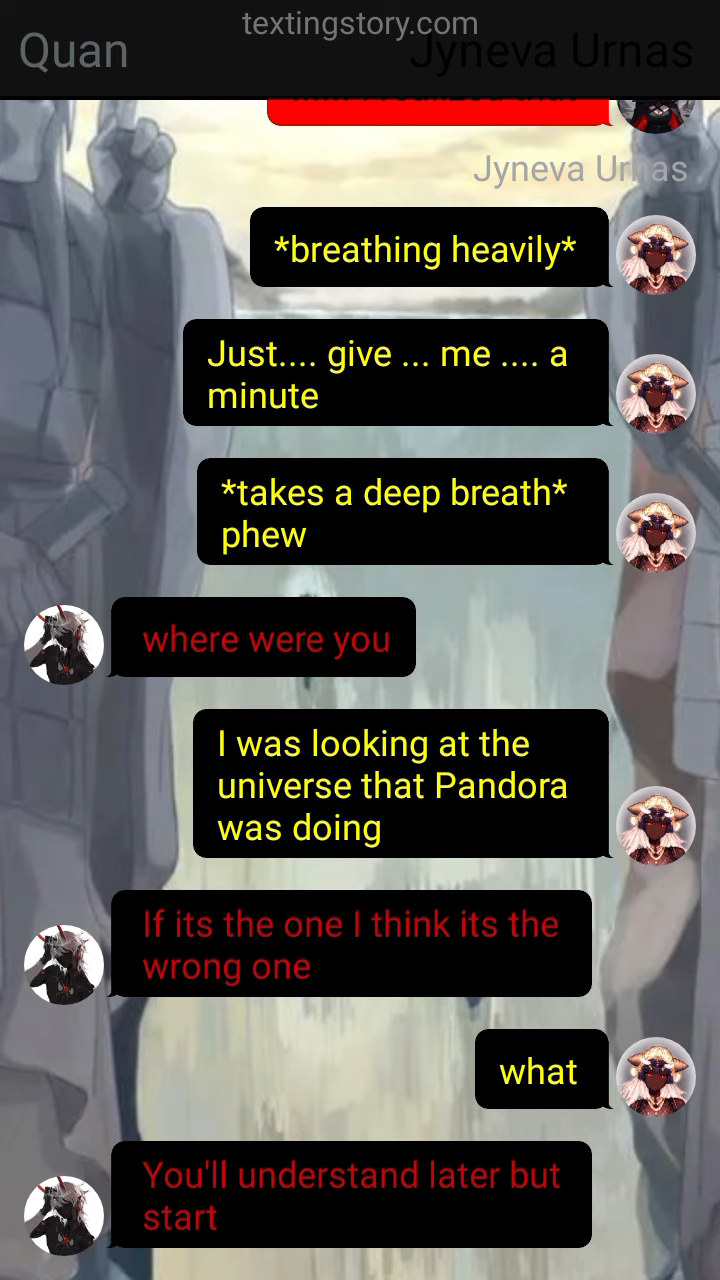 textingstory.com
Quan
Jyneva Urnas
Jyneva Urnas .
*breathing heavily*
Just.... give ... me .... a
minute
*takes a deep breath*
phew
where were you
I was looking at the
universe that Pandora
was doing
If its the one I think its the
wrong one
what
You'll understand later but
start